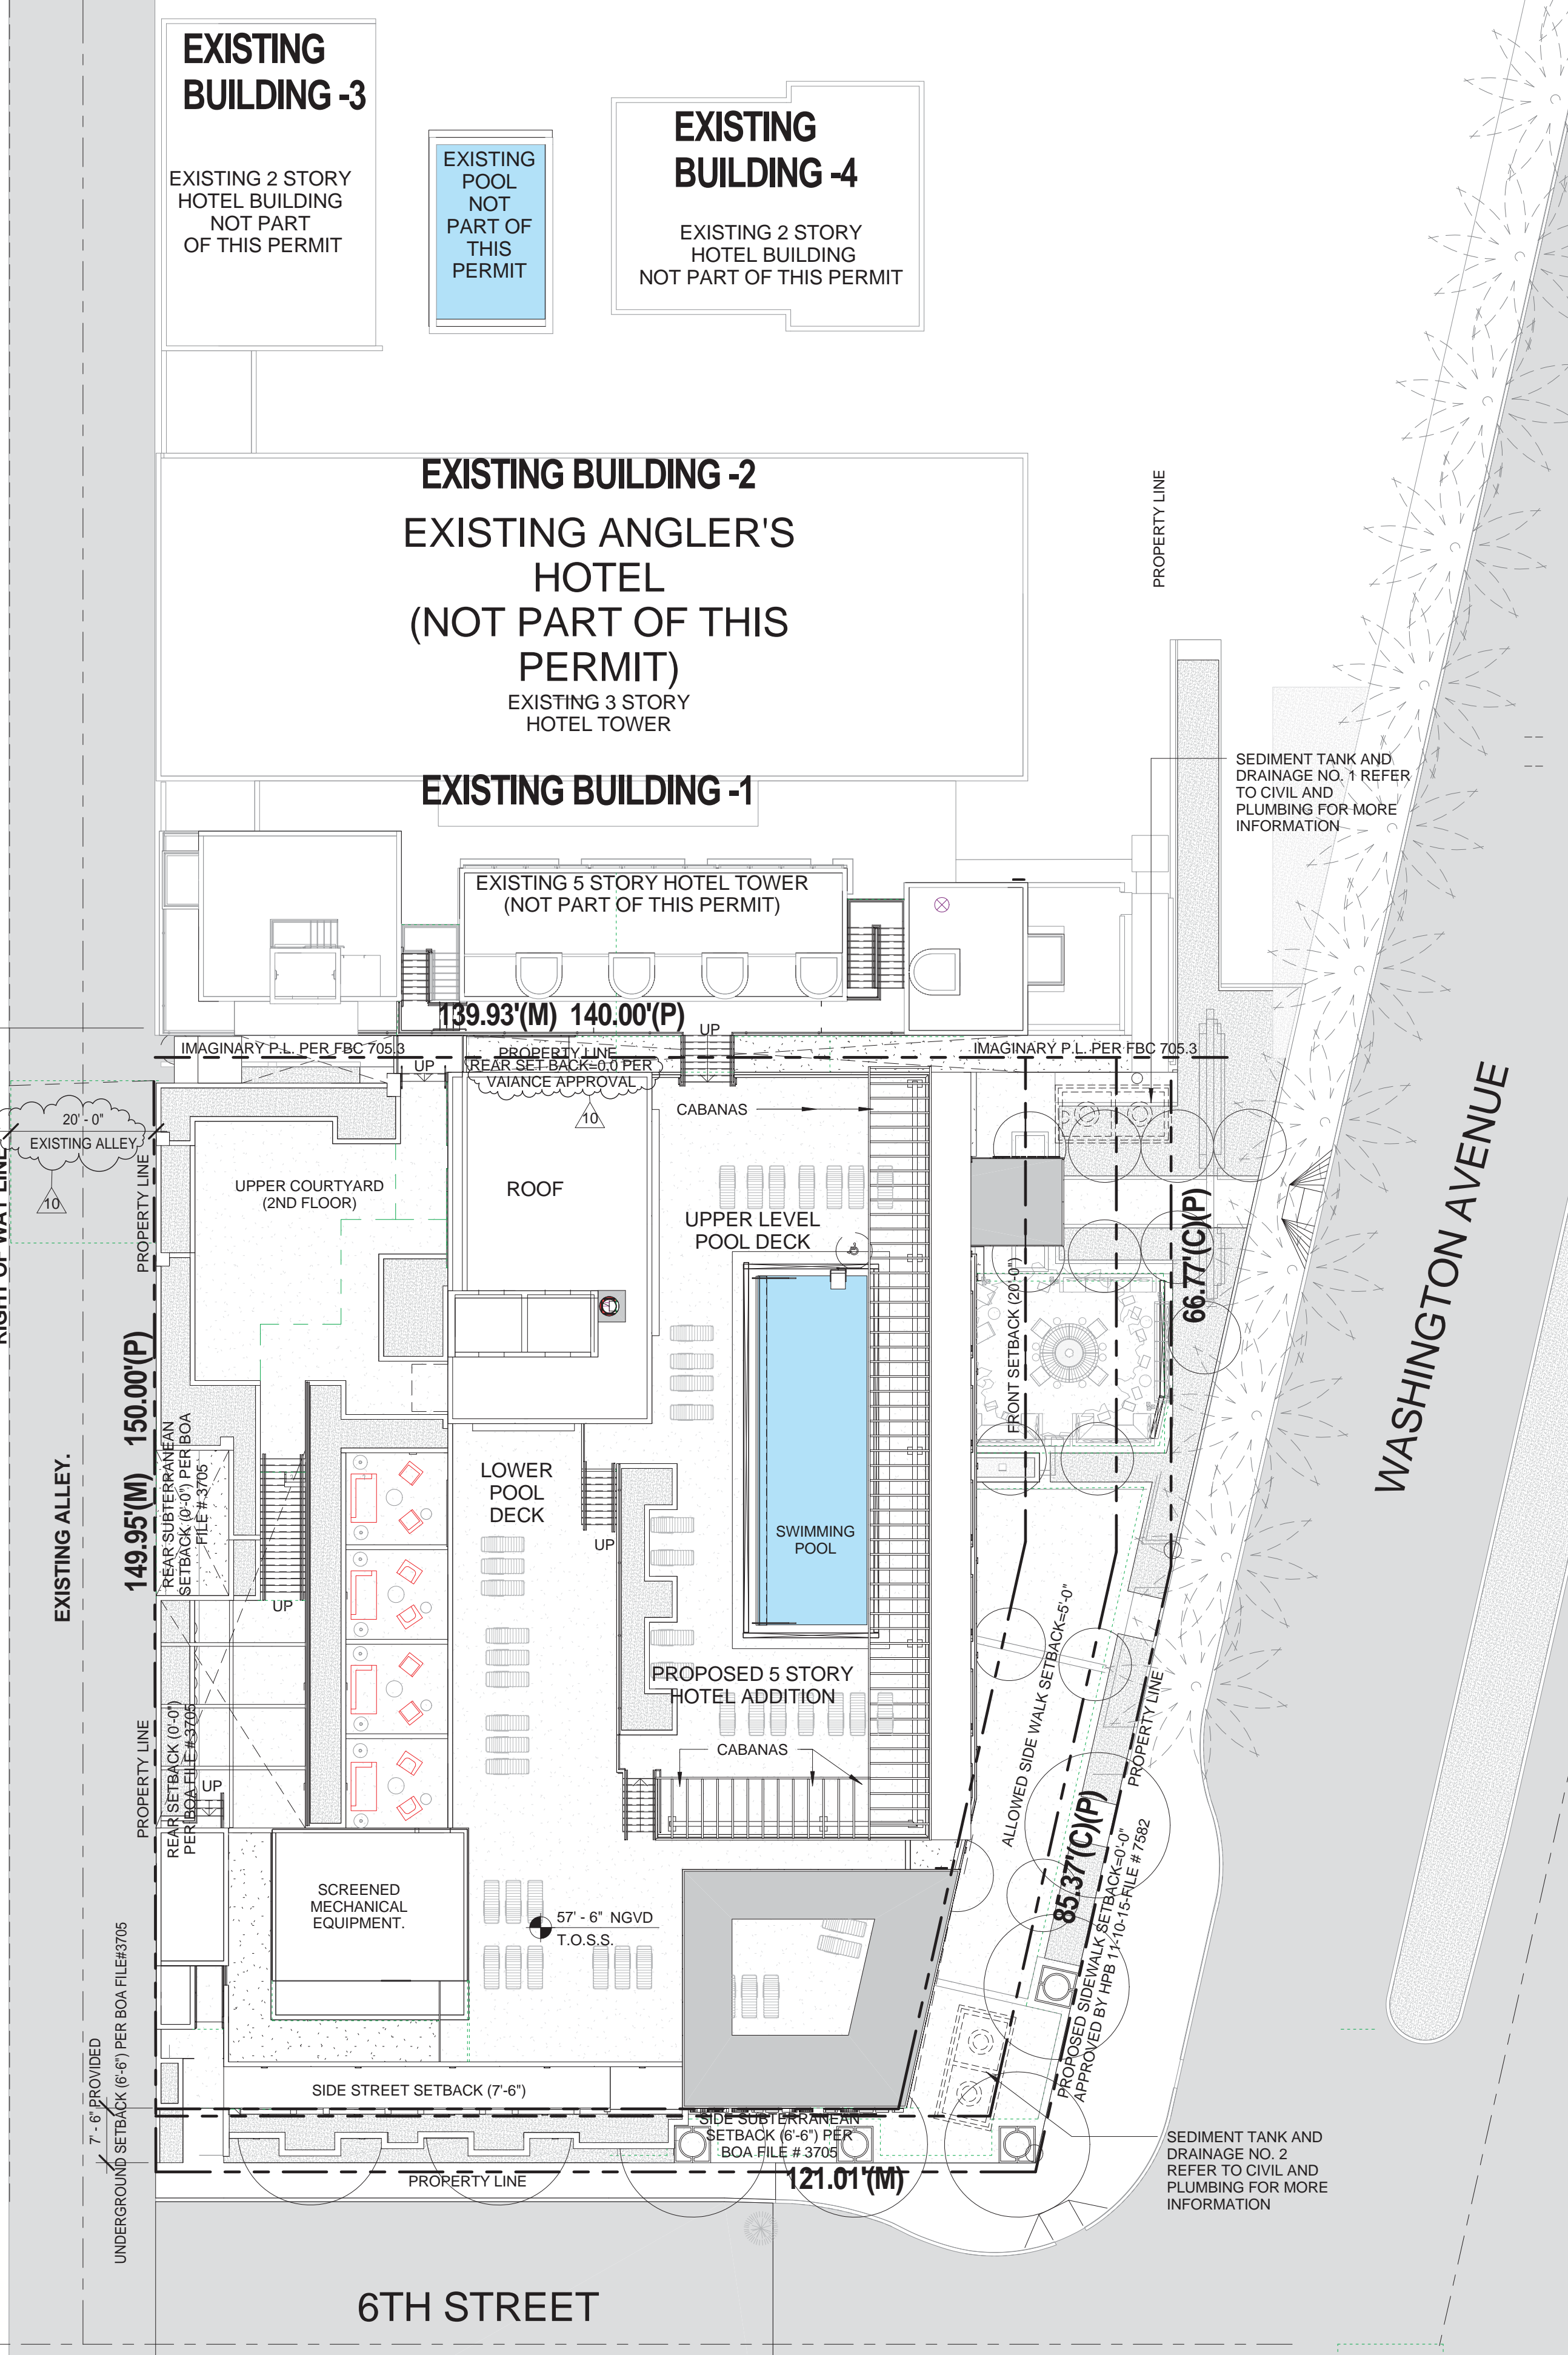 EXISTING
BUILDING -3
EXISTING 2 STORY
HOTEL BUILDING
NOT PART
OF THIS PERMIT
EXISTING
POOL
NOT
PART OF
THIS
PERMIT
EXISTING
BUILDING -4
EXISTING 2 STORY
HOTEL BUILDING
NOT PART OF THIS PERMIT
EXISTING BUILDING -2
EXISTING ANGLER'S
HOTEL
(NOT PART OF THIS
PERMIT)
EXISTING 3 STORY
HOTEL TOWER
PROPERTY LINE
EXISTING BUILDING -1
SEDIMENT TANK AND
DRAINAGE NO. 1 REFER
TO CIVIL AND
PLUMBING FOR MORE
INFORMATION
EXISTING 5 STORY HOTEL TOWER
(NOT PART OF THIS PERMIT)
139.93'(M) 140.00'(P)
UP
IMAGINARY P.L. PER FBC 705.3
PROPERTY LINE
REAR SET BACK=0.0 PER
VAIANCE APPROVAL
10
UP
IMAGINARY P.L. PER FBC 705.3
CABANAS
20' - 0"
EXISTING ALLEY
10
RIGHT OF WAY LINE
PROPERTY LINE
UPPER COURTYARD
(2ND FLOOR)
ROOF
UPPER LEVEL
POOL DECK
FRONT SETBACK (20'-0")
66.77'(C)(P)
WASHINGTON AVENUE
149.95'(M) 150.00'(P)
REAR SUBTERRANEAN
SETBACK (0'-0") PER BOA
FILE # 3705
EXISTING ALLEY.
LOWER
POOL
DECK
UP
SWIMMING
POOL
UP
PROPOSED 5 STORY
HOTEL ADDITION
ALLOWED SIDE WALK SETBACK=5'-0"
PROPERTY LINE
PROPERTY LINE
REAR SETBACK (0'-0")
PER BOA FILE # 3705
UP
CABANAS
85.37'(C)(P)
PROPOSED SIDEWALK SETBACK=0'-0"
APPROVED BY HPB 11-10-15-FILE # 7582
SCREENED
MECHANICAL
EQUIPMENT.
57' - 6" NGVD
T.O.S.S.
7' - 6" PROVIDED
UNDERGROUND SETBACK (6'-6") PER BOA FILE#3705
SIDE STREET SETBACK (7'-6")
SIDE SUBTERRANEAN
SETBACK (6'-6") PER
BOA FILE # 3705
SEDIMENT TANK AND
DRAINAGE NO. 2
REFER TO CIVIL AND
PLUMBING FOR MORE
INFORMATION
PROPERTY LINE
121.01'(M)
6TH STREET